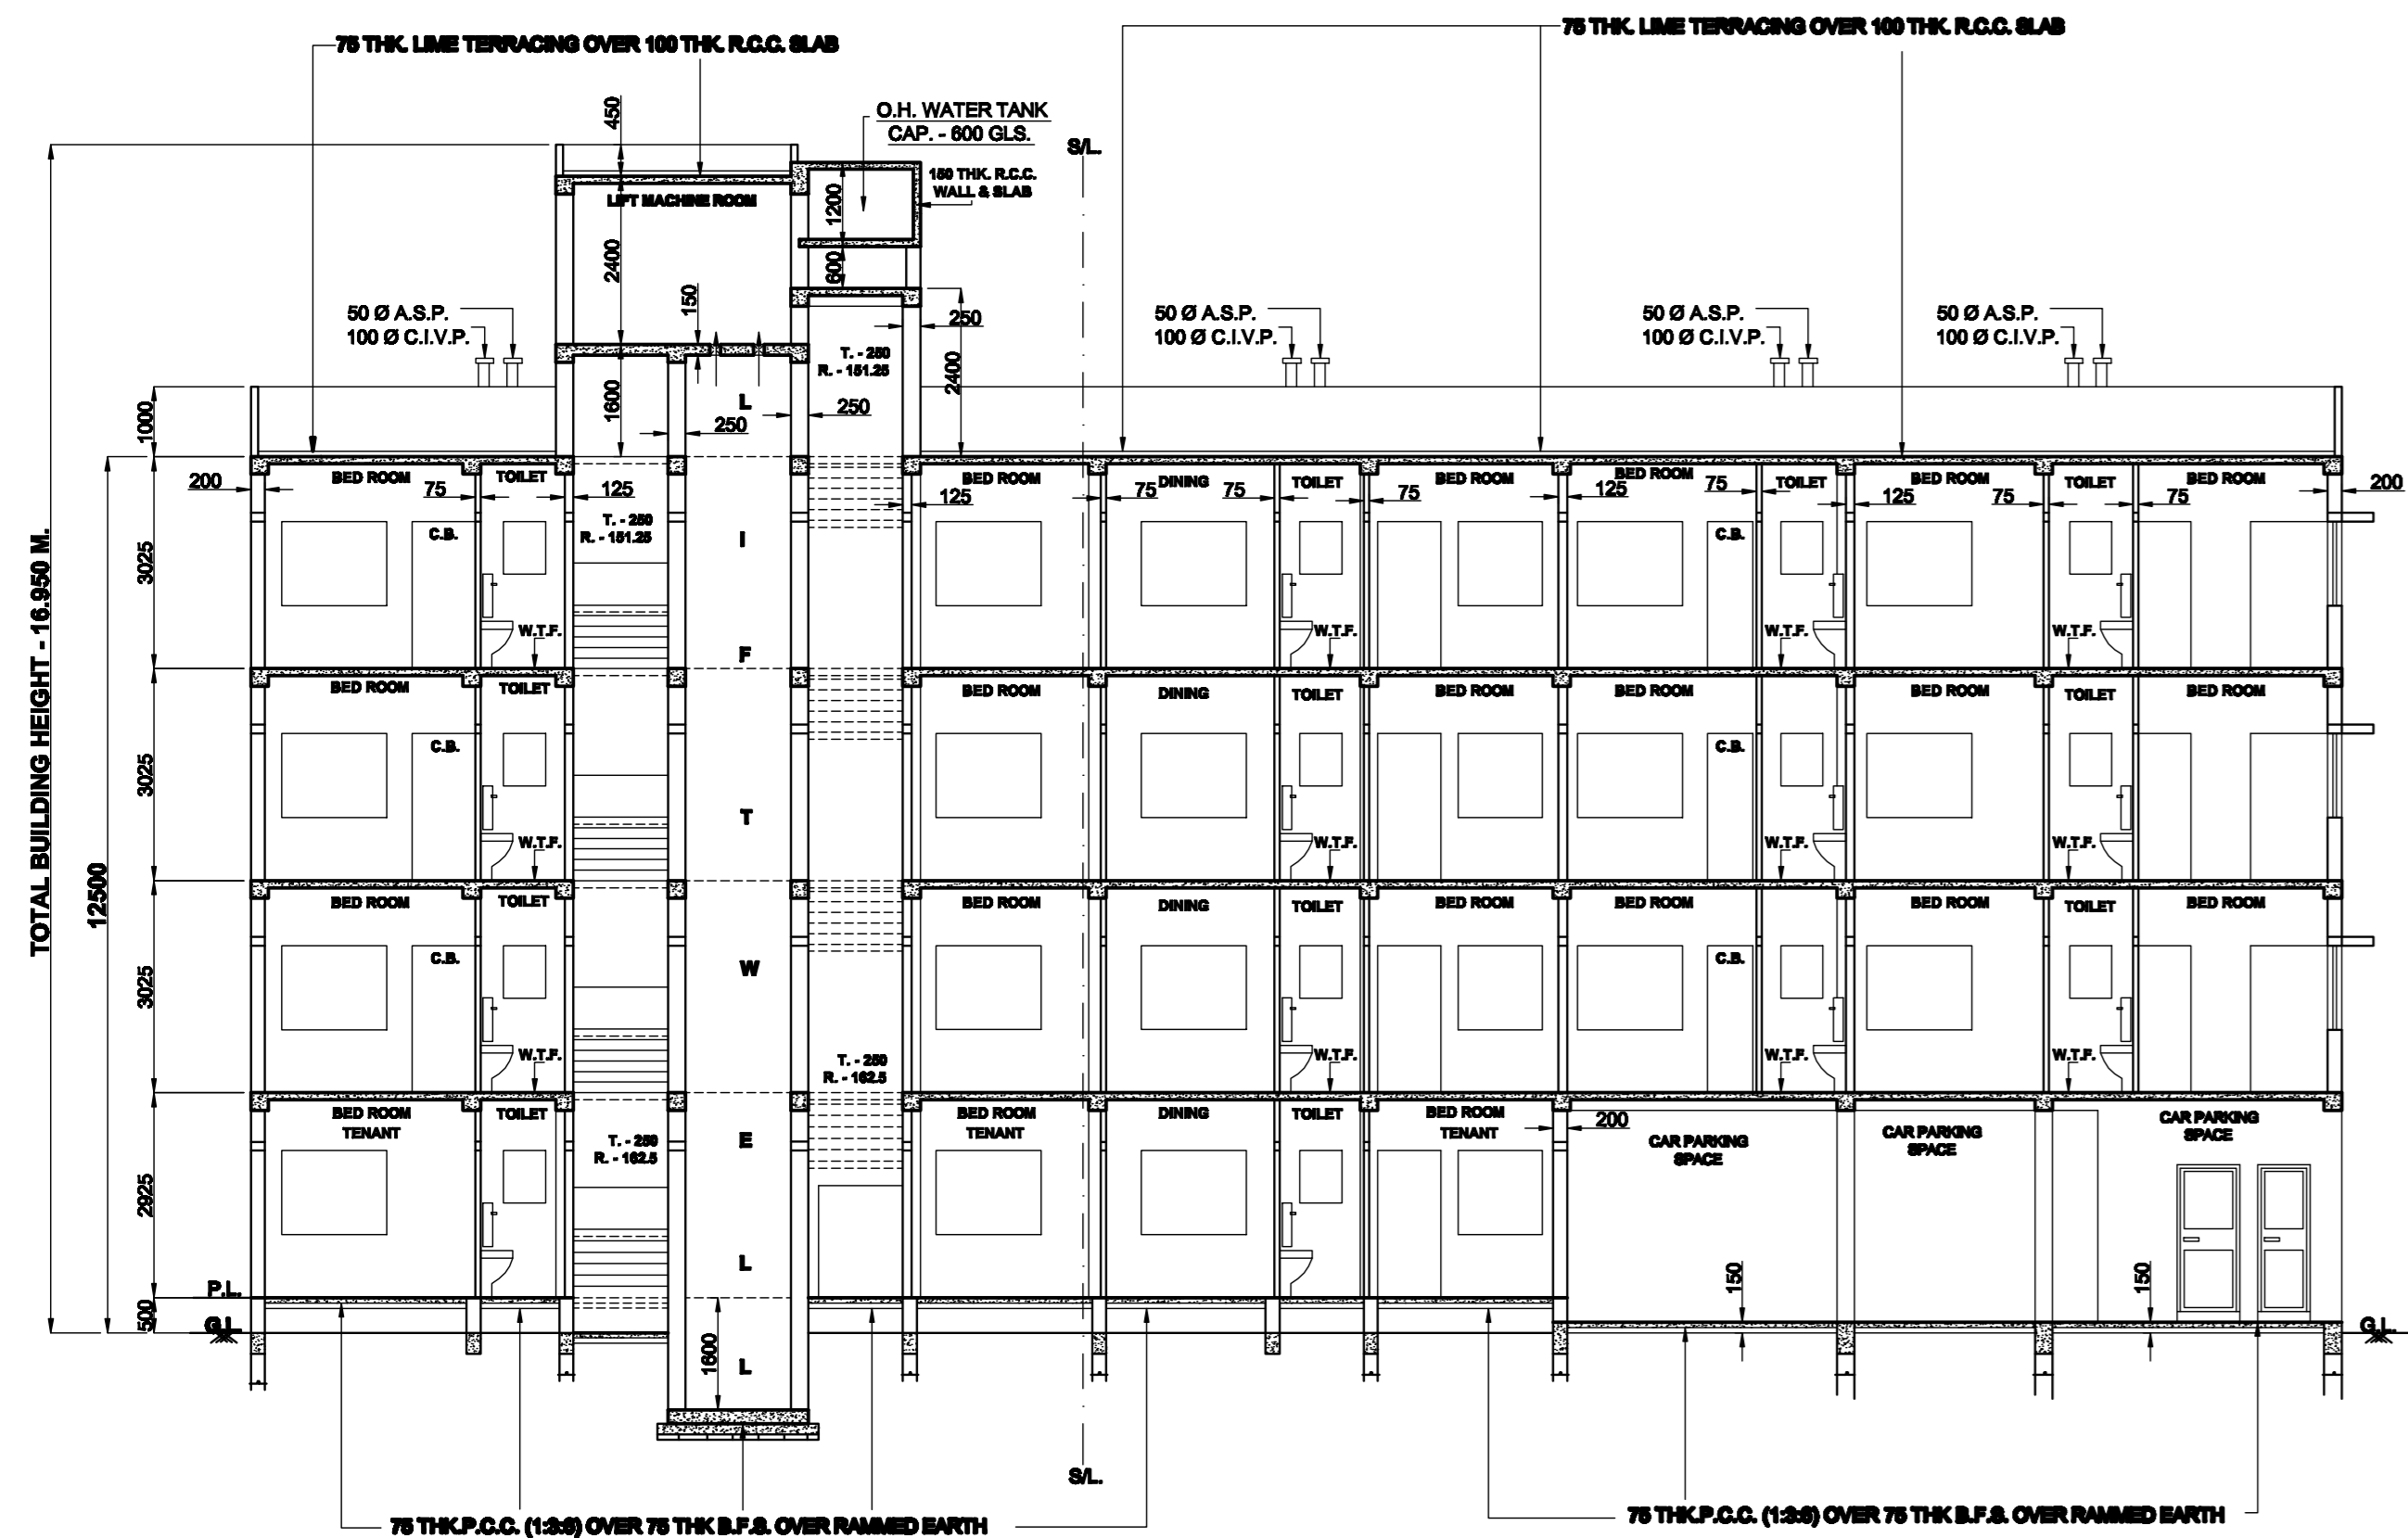 75 THK. LIME TERRACING OVER 100 THK. R.C.C. SLAB
75 THK. LIME TERRACING OVER 100 THK. R.C.C. SLAB
450
O.H. WATER TANK
CAP. - 600 GLS.
S/L.
150 THK. R.C.C.
WALL & SLAB
LIFT MACHINE ROOM
1200
2400
600
150
50 Ø A.S.P.
100 Ø C.I.V.P.
250
50 Ø A.S.P.
100 Ø C.I.V.P.
50 Ø A.S.P.
100 Ø C.I.V.P.
50 Ø A.S.P.
100 Ø C.I.V.P.
T. - 250
R. - 151.25
2400
1000
1600
250
250
L
I
F
T
W
E
L
L
TOTAL BUILDING HEIGHT - 16.950 M.
12500
3025
3025
3025
2925
500
200
BED ROOM
75
TOILET
125
BED ROOM
125
75
DINING
75
TOILET
75
BED ROOM
125
BED ROOM
75
TOILET
125
BED ROOM
75
TOILET
75
BED ROOM
200
C.B.
T. - 250
R. - 151.25
C.B.
W.T.F.
W.T.F.
W.T.F.
W.T.F.
BED ROOM
TOILET
BED ROOM
DINING
TOILET
BED ROOM
BED ROOM
TOILET
BED ROOM
TOILET
BED ROOM
C.B.
C.B.
W.T.F.
W.T.F.
W.T.F.
W.T.F.
BED ROOM
TOILET
BED ROOM
DINING
TOILET
BED ROOM
BED ROOM
TOILET
BED ROOM
TOILET
BED ROOM
C.B.
C.B.
W.T.F.
T. - 250
R. - 162.5
W.T.F.
W.T.F.
W.T.F.
BED ROOM
TENANT
TOILET
T. - 250
R. - 162.5
BED ROOM
TENANT
DINING
TOILET
BED ROOM
TENANT
200
CAR PARKING
SPACE
CAR PARKING
SPACE
CAR PARKING
SPACE
150
150
P.L.
G.L.
G.L.
1600
S/L.
75 THK.P.C.C. (1:3:6) OVER 75 THK B.F.S. OVER RAMMED EARTH
75 THK.P.C.C. (1:3:6) OVER 75 THK B.F.S. OVER RAMMED EARTH